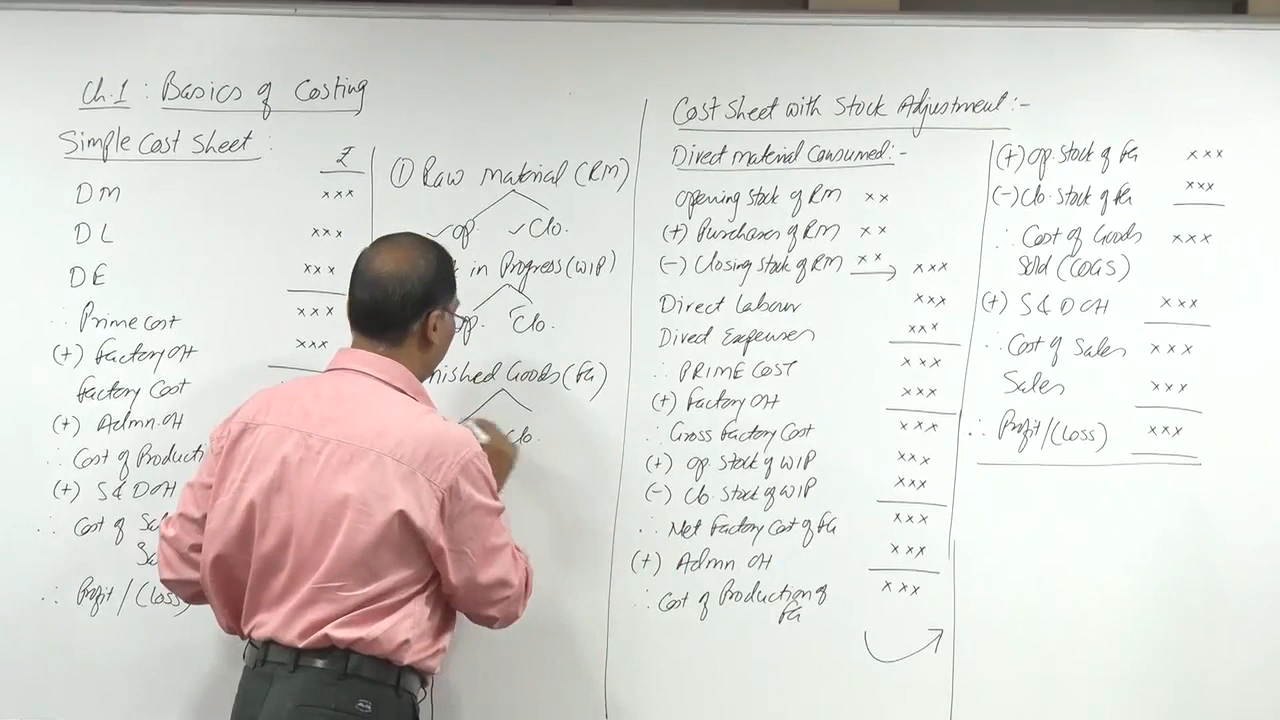 Ch.1 : Basics of Costing
Simple Cost Sheet :
₹
DM xxx
DL xxx
DE xxx
∴ Prime Cost xxx
(+) Factory OH xxx
Factory Cost
(+) Admn. OH
∴ Cost of Producti
(+) S & D OH
∴ Cost of Sa
Sa
∴ Profit / (Loss)
① Raw Material (RM)
✓ op. ✓ Clo.
in Progress (WIP)
op. Clo.
nished Goods (FG)
Clo.
Cost Sheet with Stock Adjustment :-
Direct Material Consumed :-
Opening Stock of RM xx
(+) Purchases of RM xx
(-) Closing Stock of RM xx → xxx
Direct Labour xxx
Direct Expenses xxx
∴ PRIME COST xxx
(+) Factory OH xxx
∴ Gross Factory Cost xxx
(+) Op Stock of WIP xxx
(-) Clo. Stock of WIP xxx
∴ Net Factory Cost of FG xxx
(+) Admn OH xxx
∴ Cost of Production of xxx
FG
(+) Op. Stock of FG xxx
(-) Clo. Stock of FG xxx
∴ Cost of Goods xxx
Sold (COGS)
(+) S & D OH xxx
∴ Cost of Sales xxx
Sales xxx
∴ Profit / (Loss) xxx